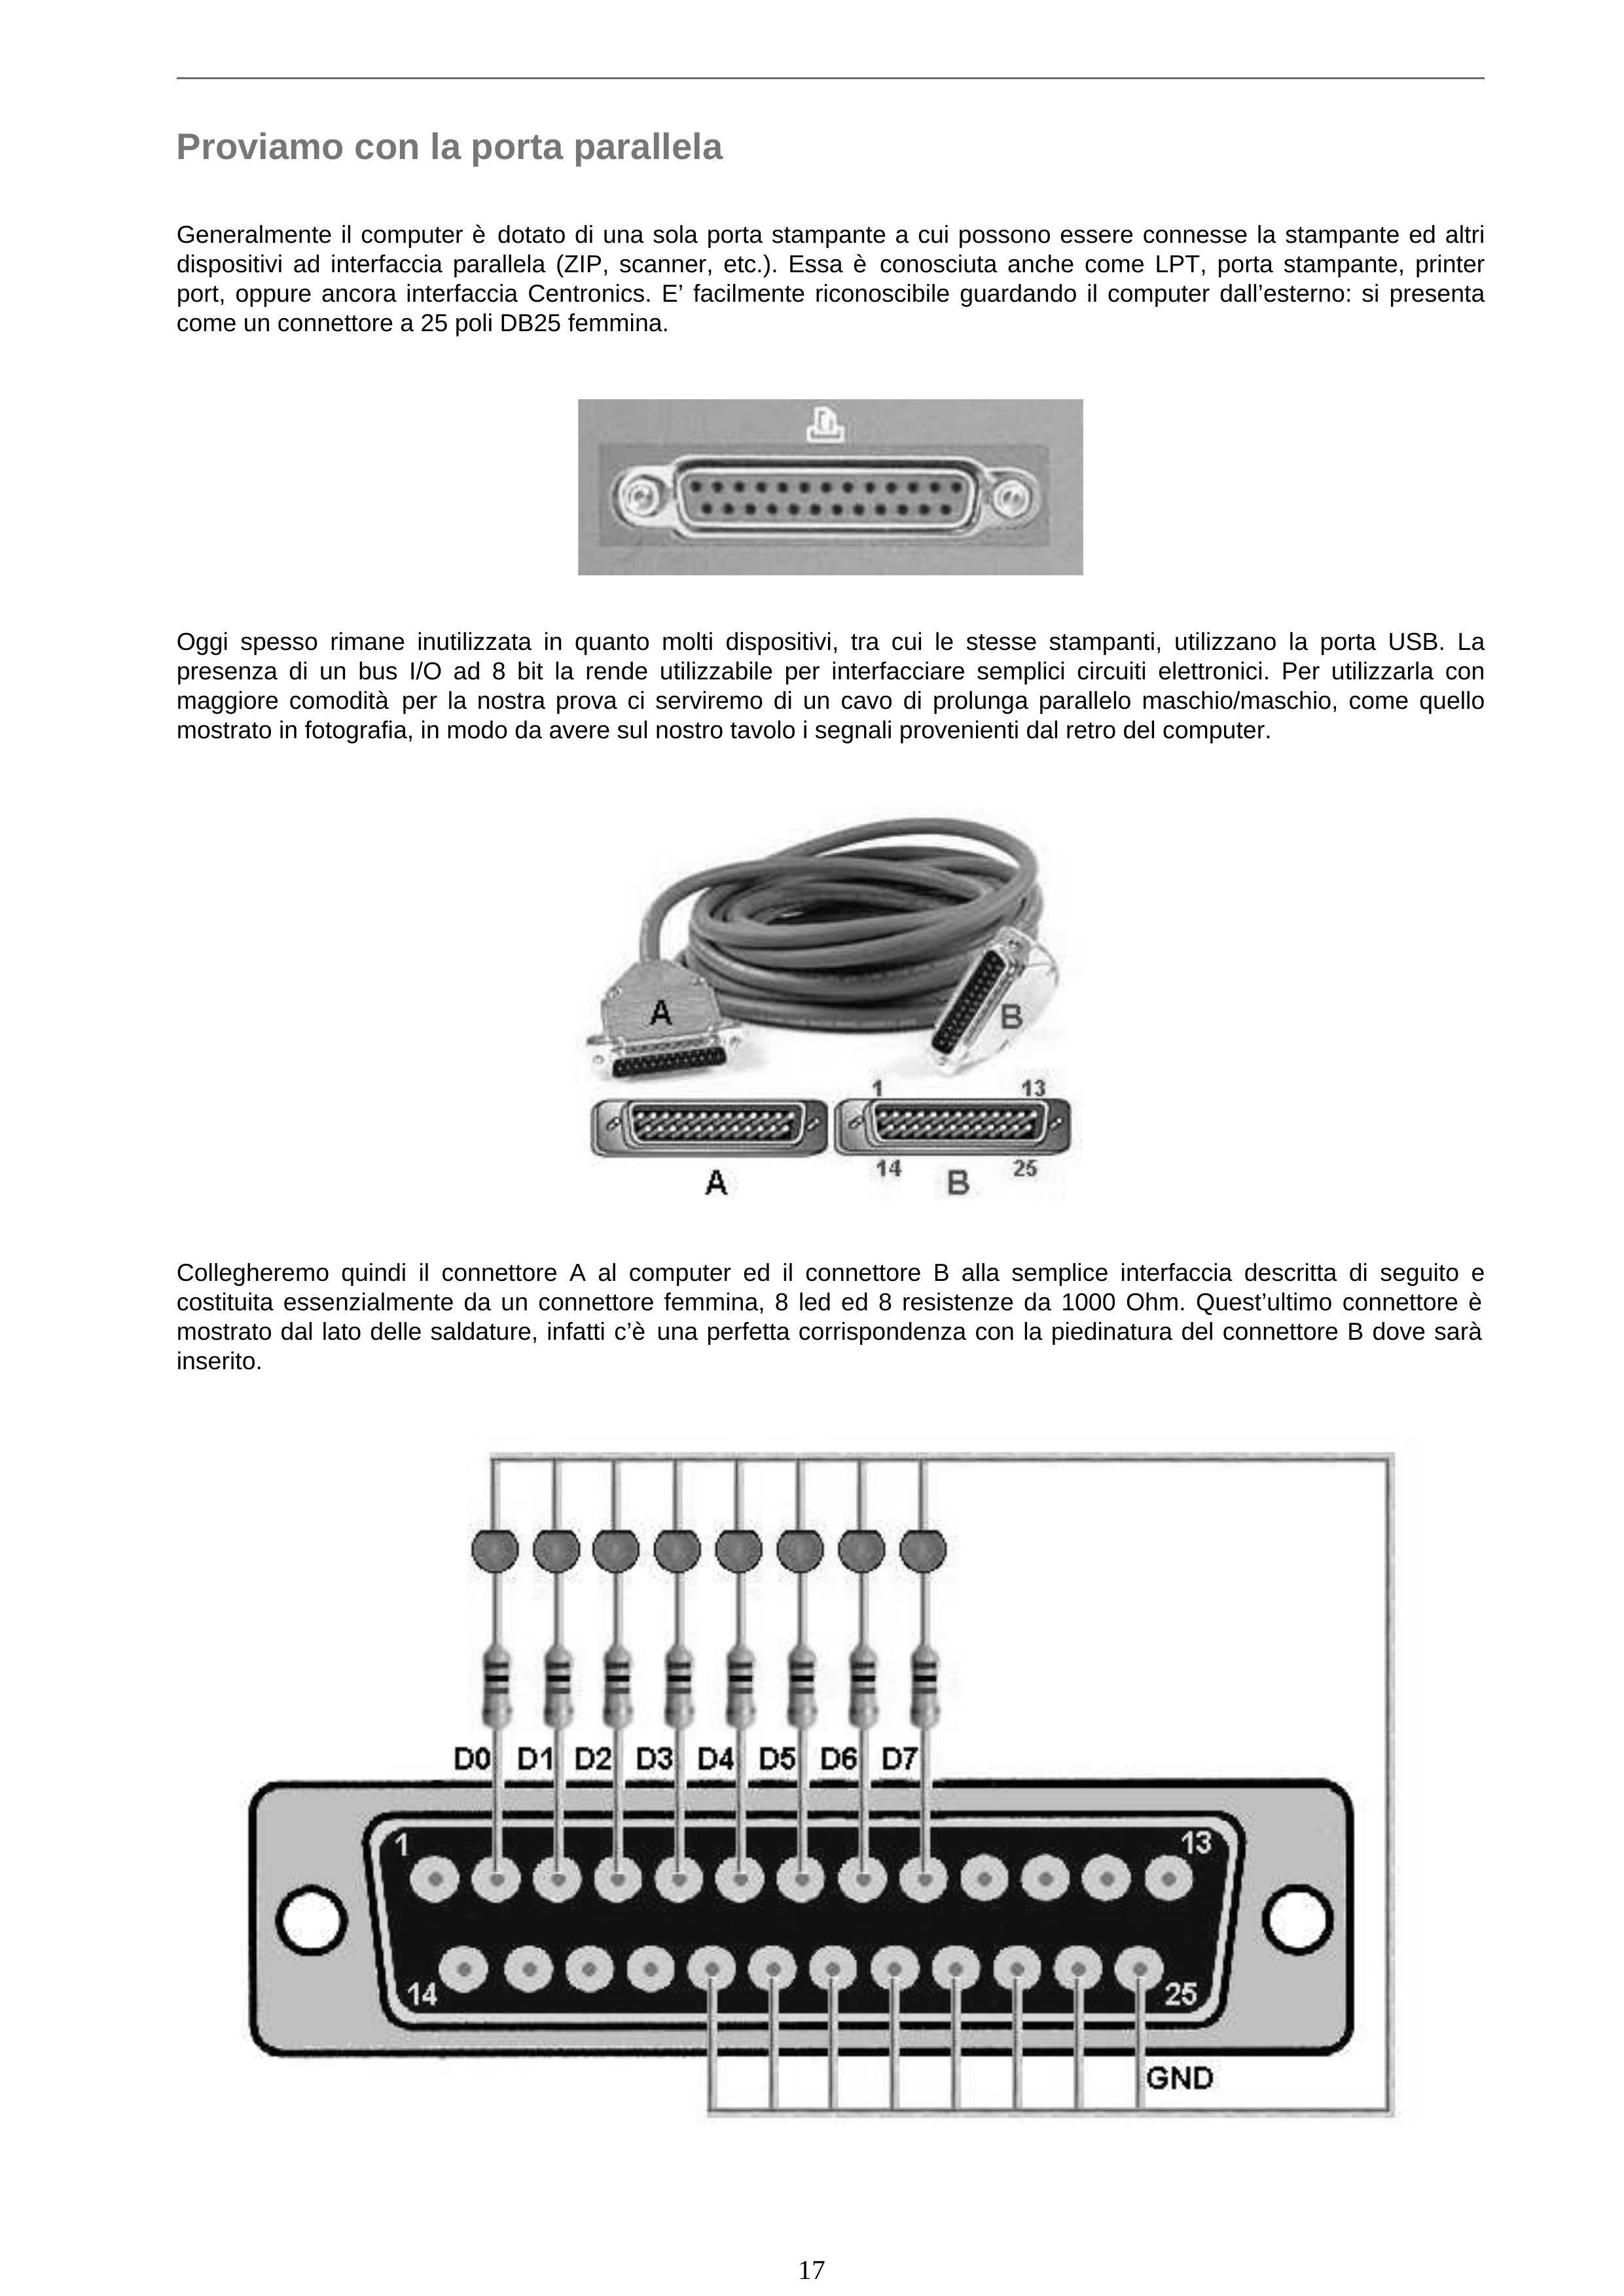 Proviamo con la porta parallela
Generalmente il computer è dotato di una sola porta stampante a cui possono essere connesse la stampante ed altri
dispositivi ad interfaccia parallela (ZIP, scanner, etc.). Essa è conosciuta anche come LPT, porta stampante, printer
port, oppure ancora interfaccia Centronics. E’ facilmente riconoscibile guardando il computer dall’esterno: si presenta
come un connettore a 25 poli DB25 femmina.
Oggi spesso rimane inutilizzata in quanto molti dispositivi, tra cui le stesse stampanti, utilizzano la porta USB. La
presenza di un bus I/O ad 8 bit la rende utilizzabile per interfacciare semplici circuiti elettronici. Per utilizzarla con
maggiore comodità per la nostra prova ci serviremo di un cavo di prolunga parallelo maschio/maschio, come quello
mostrato in fotografia, in modo da avere sul nostro tavolo i segnali provenienti dal retro del computer.
A B
1 13
14 25
A B
Collegheremo quindi il connettore A al computer ed il connettore B alla semplice interfaccia descritta di seguito e
costituita essenzialmente da un connettore femmina, 8 led ed 8 resistenze da 1000 Ohm. Quest’ultimo connettore è
mostrato dal lato delle saldature, infatti c’è una perfetta corrispondenza con la piedinatura del connettore B dove sarà
inserito.
D0 D1 D2 D3 D4 D5 D6 D7
1 13
14 25
GND
17